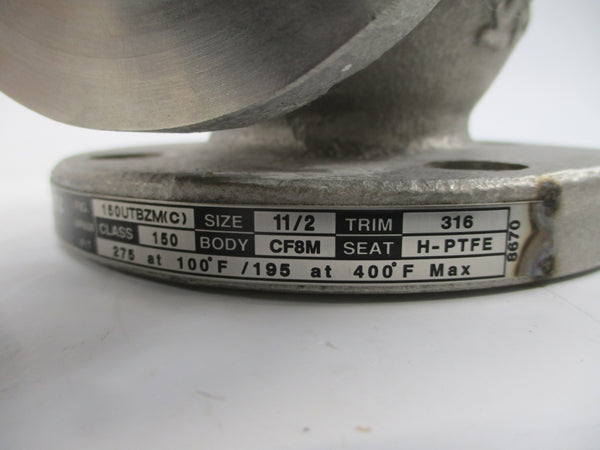 FIG. 150UTBZM(C) SIZE 11/2 TRIM 316
CLASS 150 BODY CF8M SEAT H-PTFE
P/T 275 at 100°F /195 at 400°F Max
8670